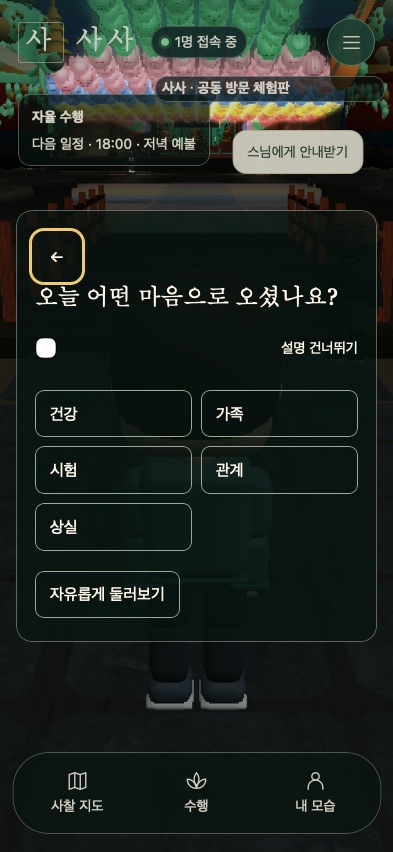 사 사사
1명 접속 중
사사 · 공동 방문 체험판
자율 수행
다음 일정 · 18:00 · 저녁 예불
스님에게 안내받기
오늘 어떤 마음으로 오셨나요?
설명 건너뛰기
건강
가족
시험
관계
상실
자유롭게 둘러보기
사찰 지도
수행
내 모습